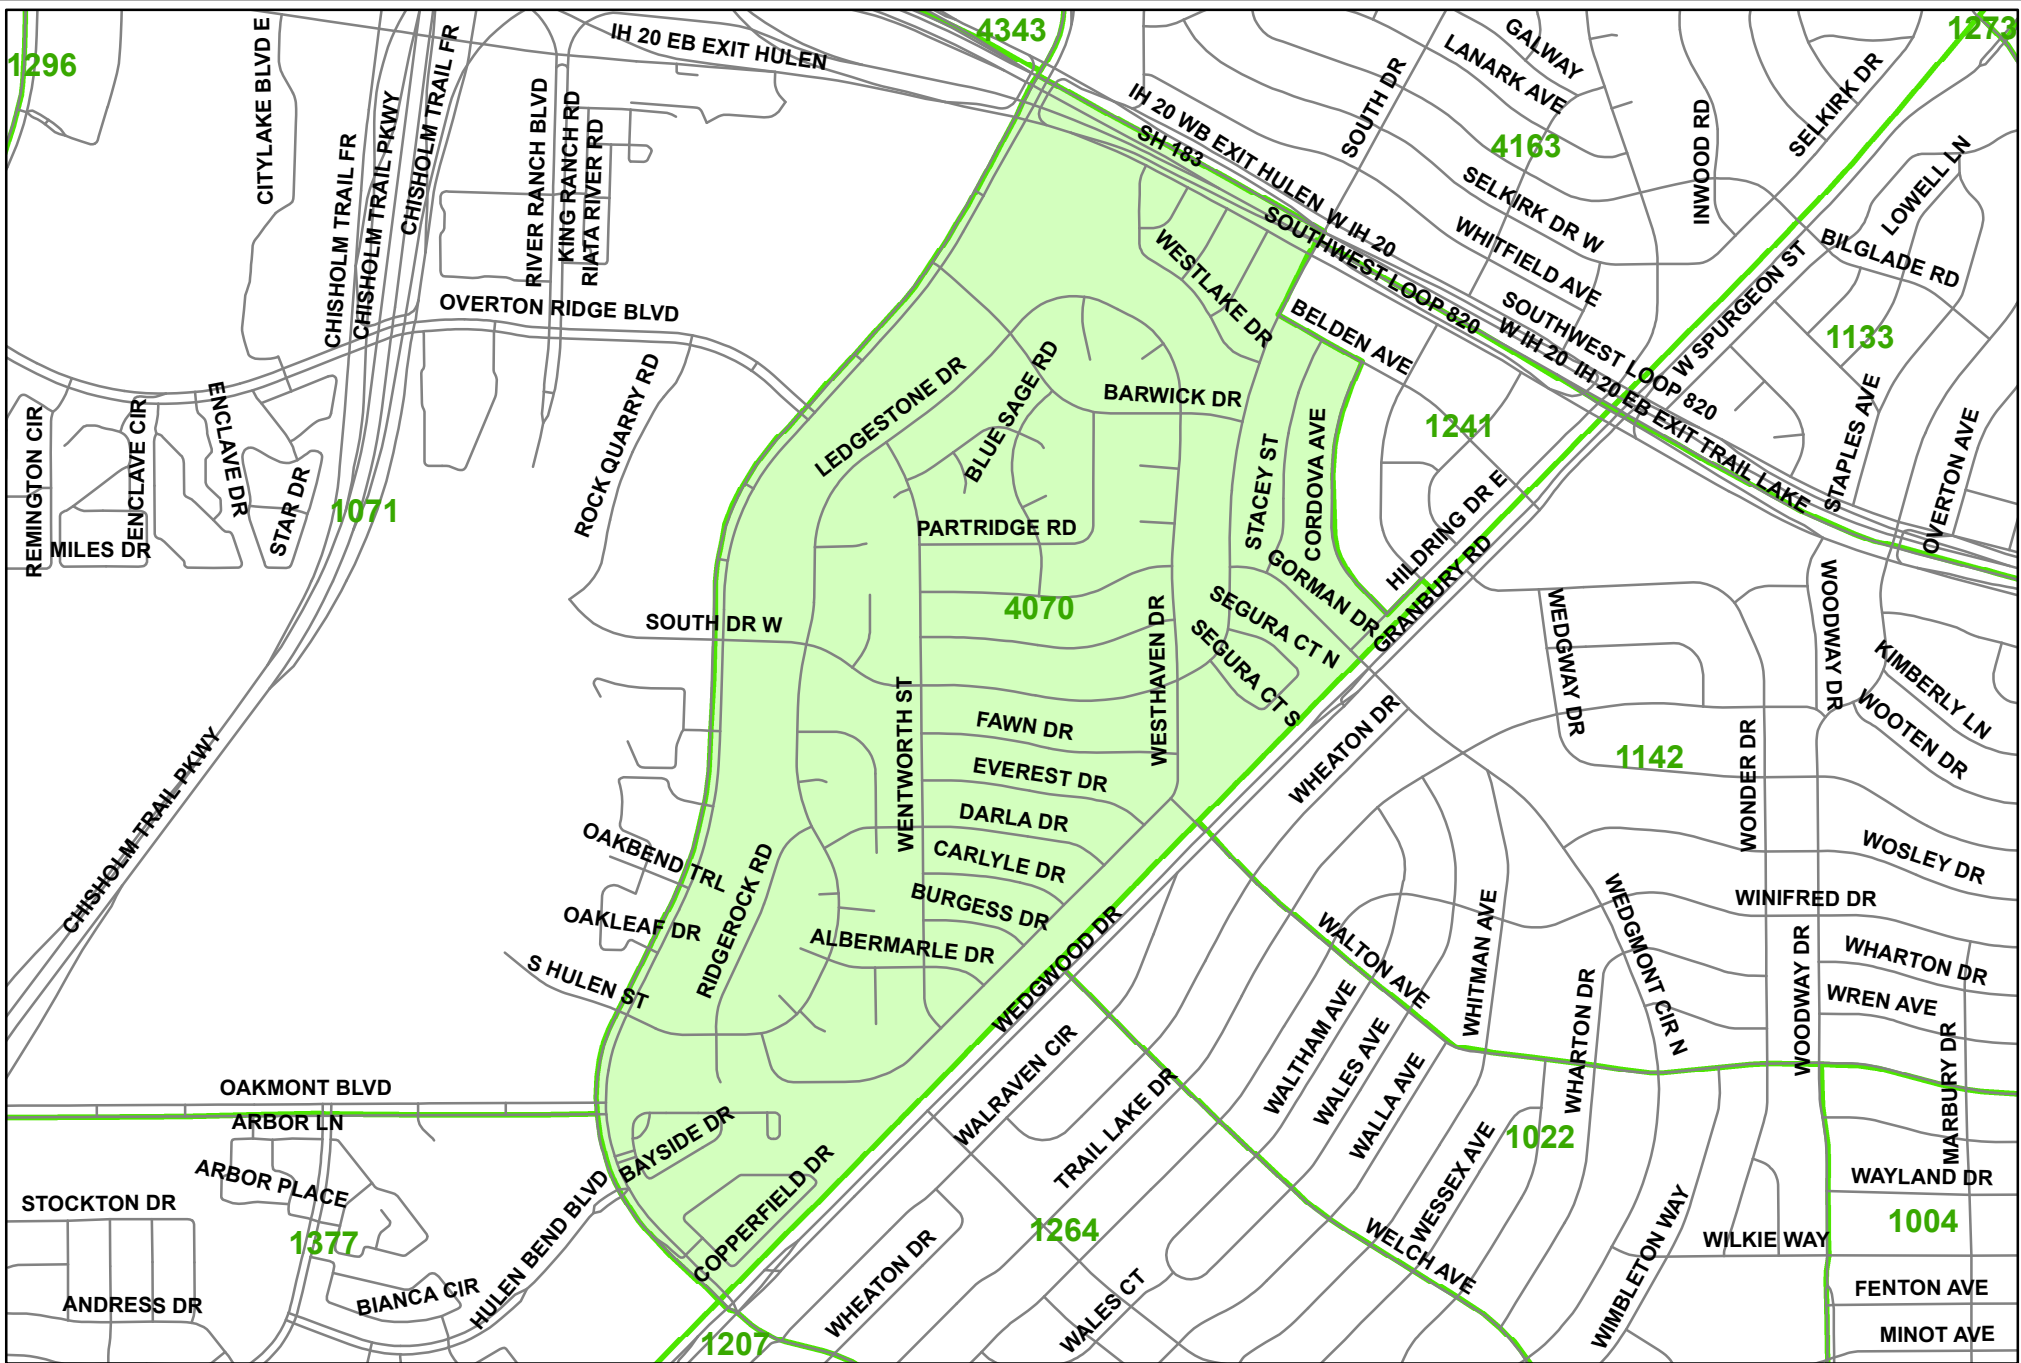 4343
1273
1296
IH 20 EB EXIT HULEN
GALWAY
LANARK AVE
SOUTH DR
SELKIRK DR
CITYLAKE BLVD E
CHISHOLM TRAIL FR
CHISHOLM TRAIL PKWY
CHISHOLM TRAIL FR
RIVER RANCH BLVD
KING RANCH RD
RIATA RIVER RD
IH 20 WB EXIT HULEN
SH 183
W IH 20
4163
INWOOD RD
LOWELL LN
SELKIRK DR W
WHITFIELD AVE
BILGLADE RD
SOUTHWEST LOOP 820
WESTLAKE DR
W SPURGEON ST
OVERTON RIDGE BLVD
BELDEN AVE
SOUTHWEST LOOP 820
W IH 20
IH 20 EB EXIT TRAIL LAKE
1133
ROCK QUARRY RD
LEDGESTONE DR
BLUE SAGE RD
BARWICK DR
STACEY ST
CORDOVA AVE
1241
STAPLES AVE
OVERTON AVE
REMINGTON CIR
ENCLAVE CIR
ENCLAVE DR
STAR DR
1071
MILES DR
PARTRIDGE RD
HILDRING DR E
GRANBURY RD
GORMAN DR
4070
SOUTH DR W
SEGURA CT N
SEGURA CT S
WESTHAVEN DR
WENTWORTH ST
WEDGWAY DR
WOODWAY DR
KIMBERLY LN
WOOTEN DR
FAWN DR
EVEREST DR
DARLA DR
CARLYLE DR
BURGESS DR
ALBERMARLE DR
WHEATON DR
1142
WONDER DR
WOSLEY DR
CHISHOLM TRAIL PKWY
OAKBEND TRL
OAKLEAF DR
S HULEN ST
RIDGEROCK RD
WEDGWOOD DR
WALTON AVE
WHITMAN AVE
WEDGMONT CIR N
WINIFRED DR
WHARTON DR
WREN AVE
WOODWAY DR
WHARTON DR
MARBURY DR
OAKMONT BLVD
ARBOR LN
ARBOR PLACE
WALRAVEN CIR
TRAIL LAKE DR
WALTHAM AVE
WALES AVE
WALLA AVE
WESSEX AVE
1022
BAYSIDE DR
COPPERFIELD DR
HULEN BEND BLVD
STOCKTON DR
1377
WAYLAND DR
1004
1264
WHEATON DR
WELCH AVE
WIMBLETON WAY
WILKIE WAY
ANDRESS DR
BIANCA CIR
WALES CT
FENTON AVE
1207
MINOT AVE